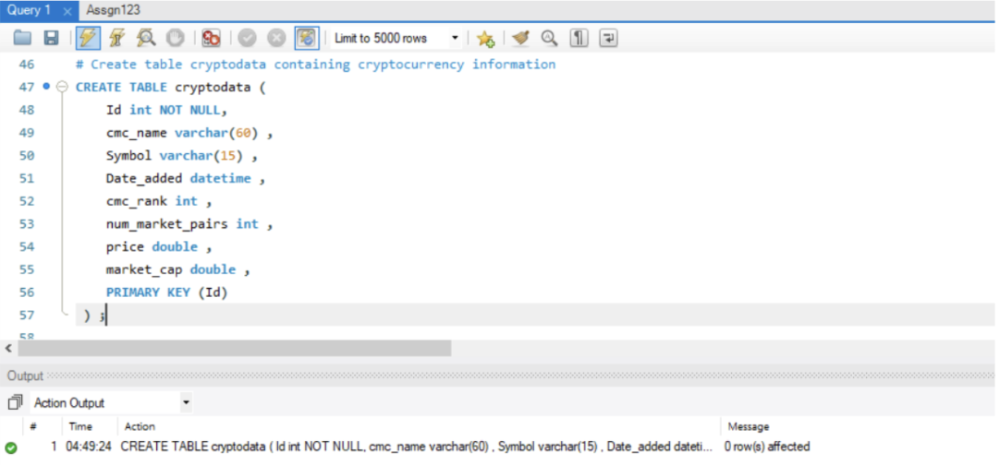 Query 1 × Assgn123
Limit to 5000 rows
46 # Create table cryptodata containing cryptocurrency information
47 CREATE TABLE cryptodata (
48 Id int NOT NULL,
49 cmc_name varchar(60) ,
50 Symbol varchar(15) ,
51 Date_added datetime ,
52 cmc_rank int ,
53 num_market_pairs int ,
54 price double ,
55 market_cap double ,
56 PRIMARY KEY (Id)
57 ) ;
58
Output
Action Output
# Time Action Message
1 04:49:24 CREATE TABLE cryptodata ( Id int NOT NULL, cmc_name varchar(60) , Symbol varchar(15) , Date_added dateti... 0 row(s) affected